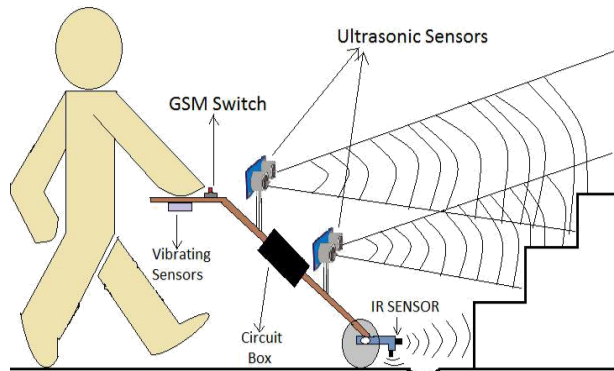 Ultrasonic Sensors
GSM Switch
Vibrating
Sensors
IR SENSOR
Circuit
Box